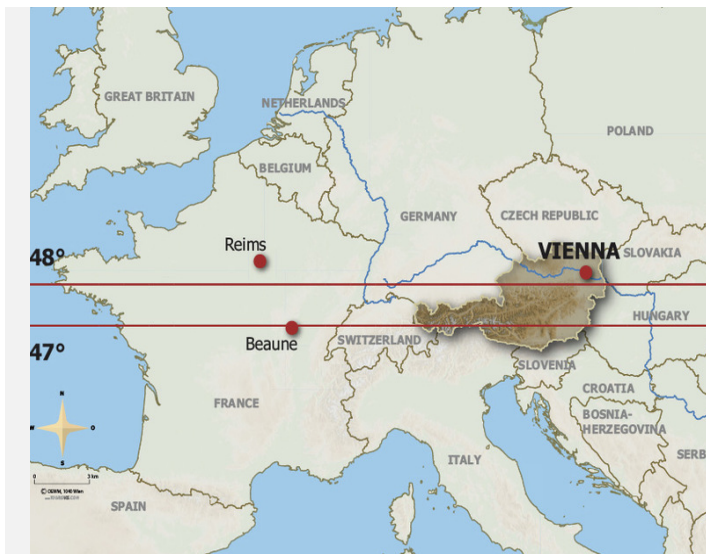 GREAT BRITAIN
NETHERLANDS
POLAND
BELGIUM
GERMANY
CZECH REPUBLIC
Reims
VIENNA
SLOVAKIA
48°
HUNGARY
Beaune
SWITZERLAND
47°
SLOVENIA
CROATIA
FRANCE
BOSNIA-
HERZEGOVINA
N
W
O
S
SERB
ITALY
SPAIN